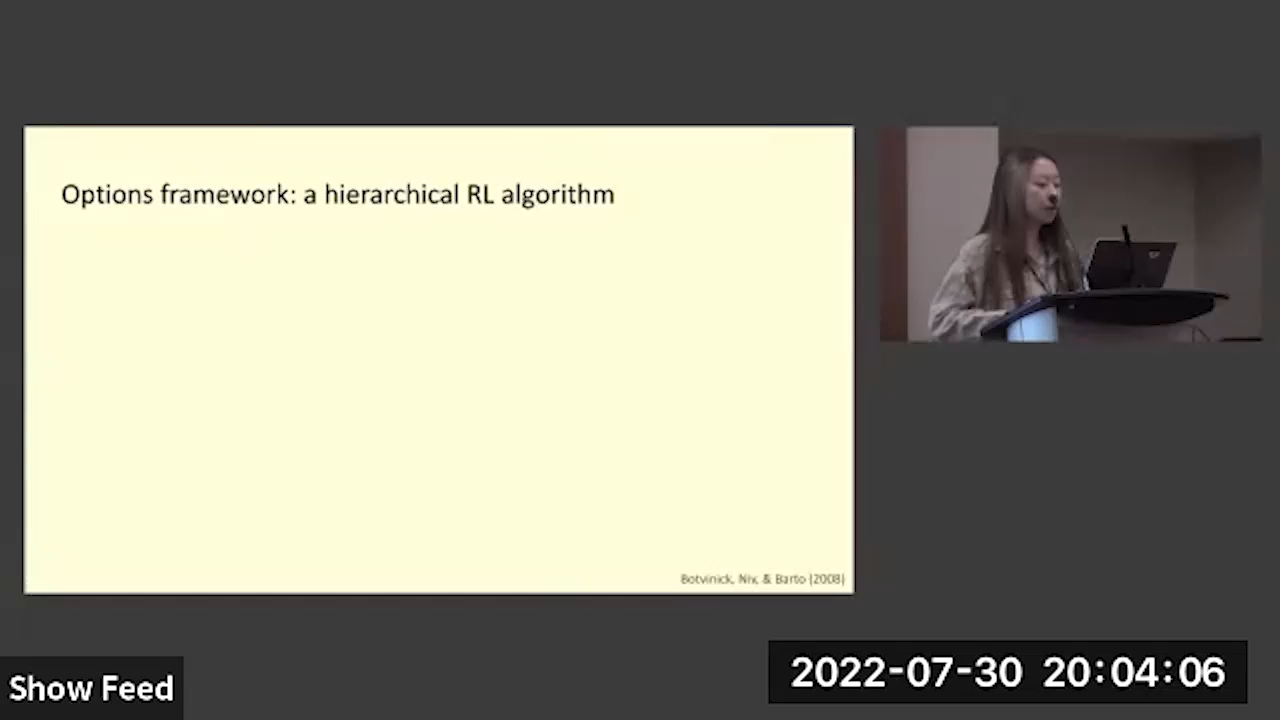 Options framework: a hierarchical RL algorithm
Botvinick, Niv, & Barto (2008)
Show Feed
2022-07-30 20:04:06